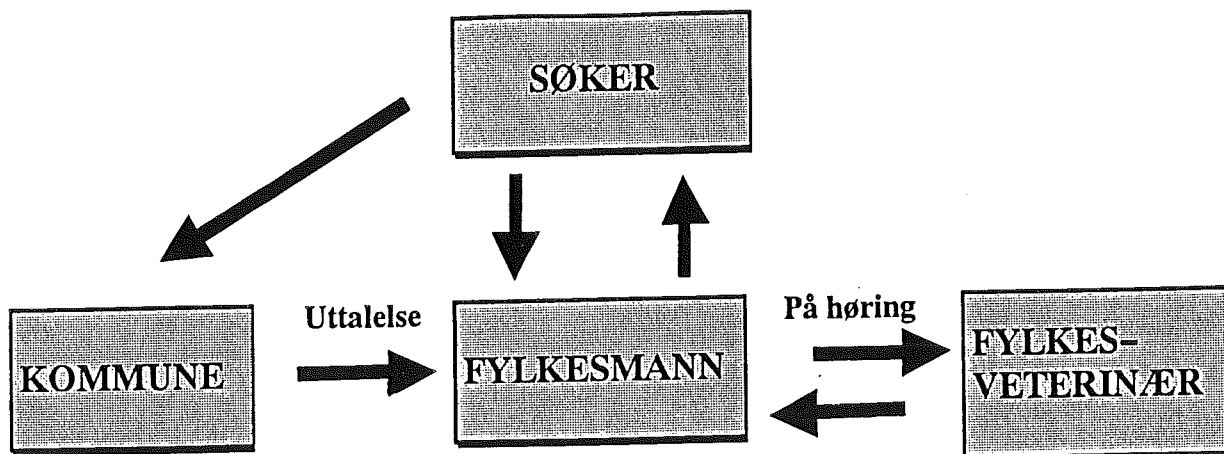 SØKER
Uttalelse
På høring
KOMMUNE
FYLKESMANN
FYLKES–
VETERINÆR